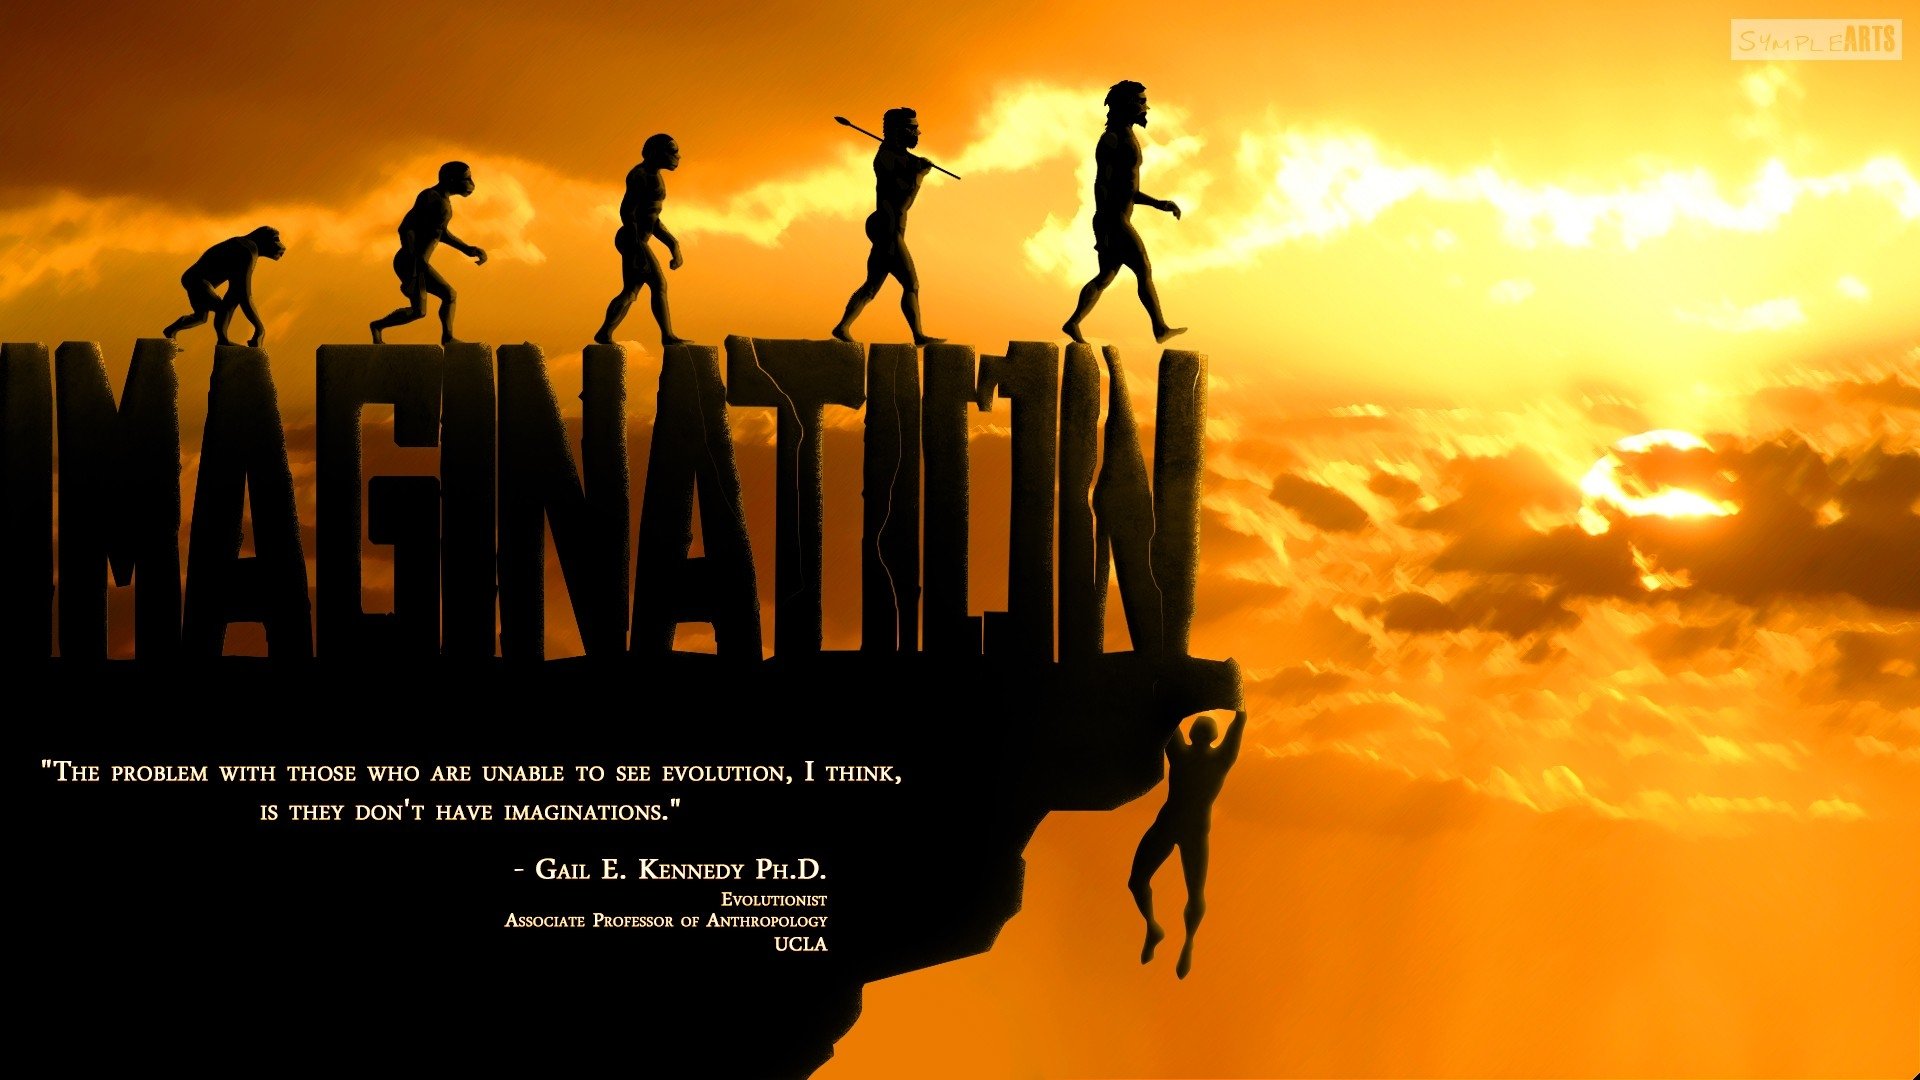 SYMPLEARTS
IMAGINATION
"The problem with those who are unable to see evolution, I think,
is they don't have imaginations."
- Gail E. Kennedy Ph.D.
Evolutionist
Associate Professor of Anthropology
UCLA